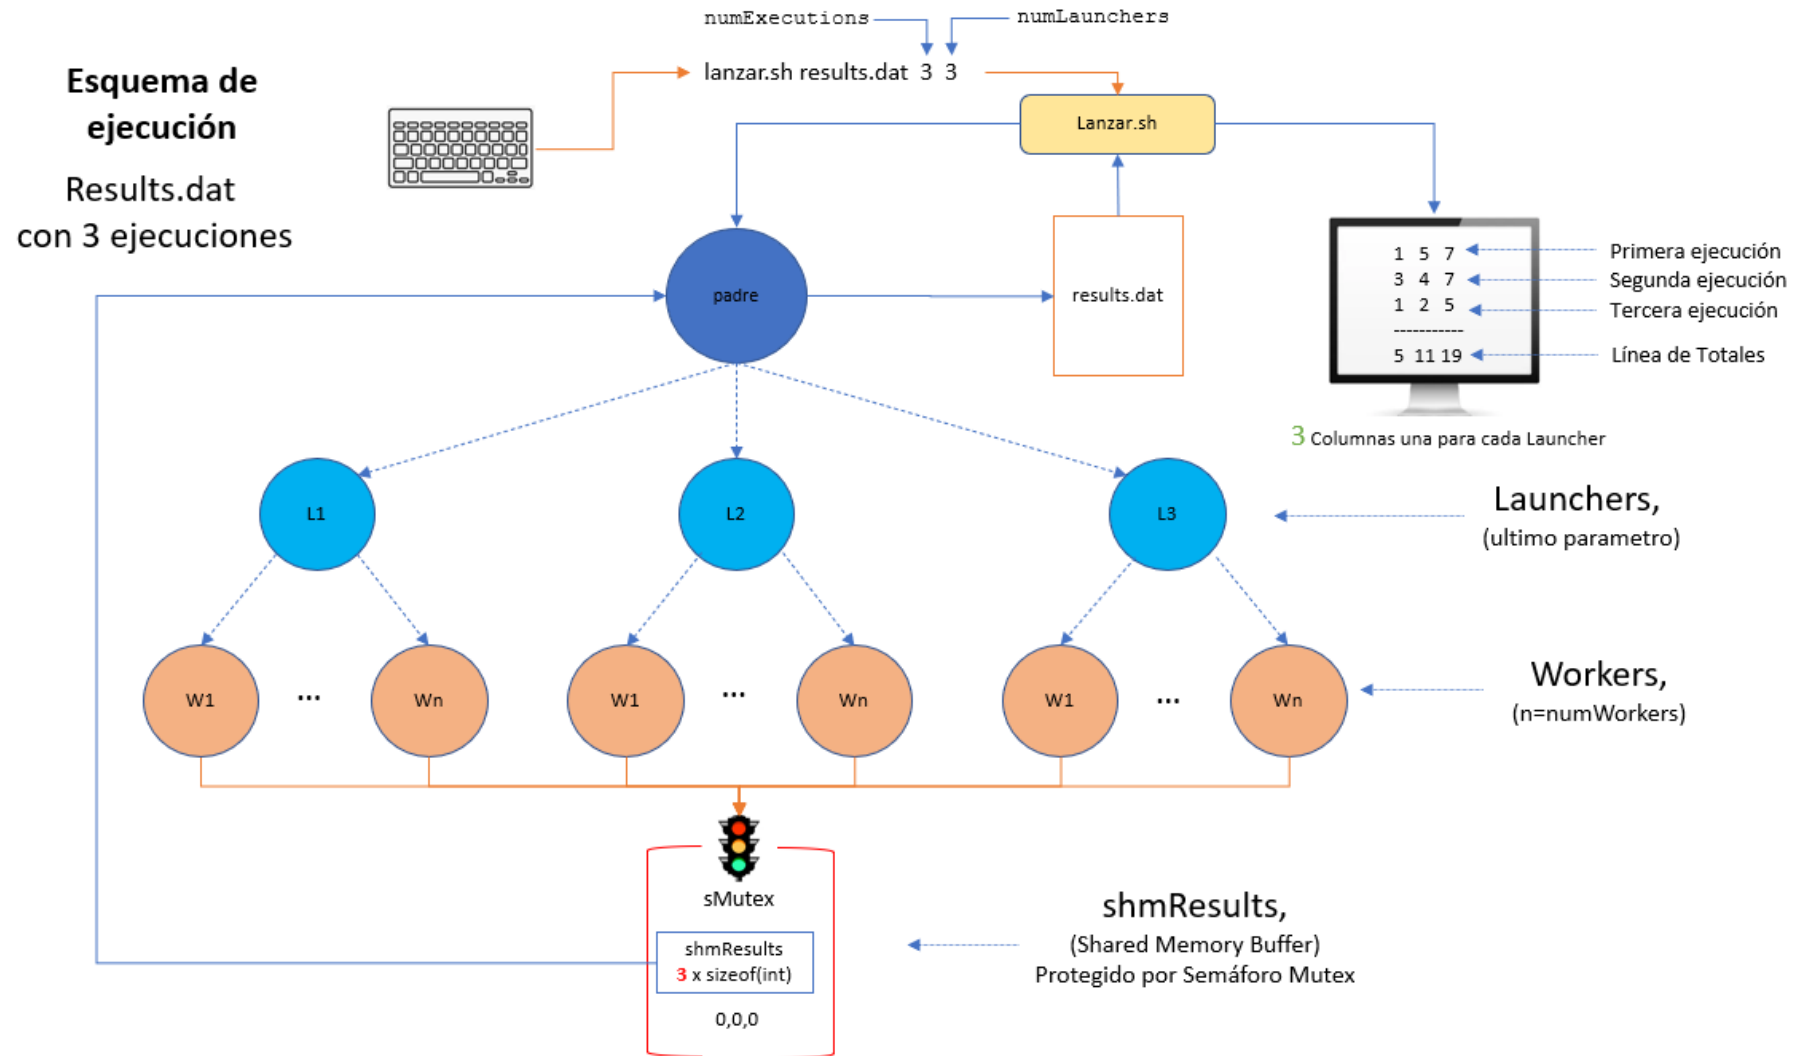 numExecutions
numLaunchers
lanzar.sh results.dat 3 3
Esquema de
ejecución
Results.dat
con 3 ejecuciones
Lanzar.sh
padre
results.dat
1 5 7
3 4 7
1 2 5
-----------
5 11 19
Primera ejecución
Segunda ejecución
Tercera ejecución
Línea de Totales
3 Columnas una para cada Launcher
L1
L2
L3
Launchers,
(ultimo parametro)
W1
...
Wn
W1
...
Wn
W1
...
Wn
Workers,
(n=numWorkers)
sMutex
shmResults
3 x sizeof(int)
0,0,0
shmResults,
(Shared Memory Buffer)
Protegido por Semáforo Mutex